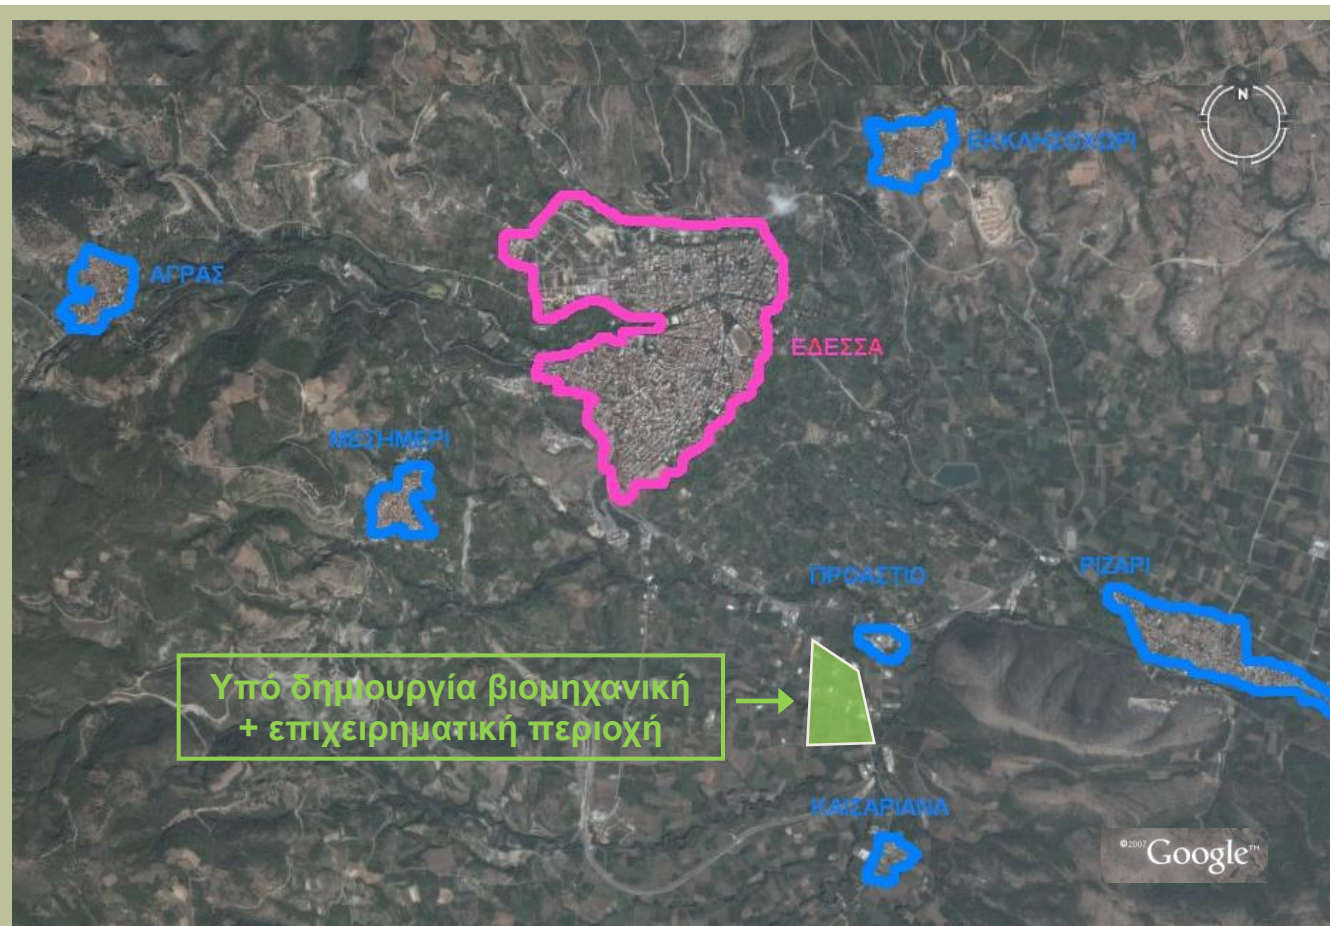 N
ΕΚΚΛΗΣΟΧΩΡΙ
ΑΓΡΑΣ
ΕΔΕΣΣΑ
ΜΕΣΗΜΕΡΙ
ΠΡΟΑΣΤΙΟ
ΡΙΖΑΡΙ
Υπό δημιουργία βιομηχανική
+ επιχειρηματική περιοχή
ΚΑΙΣΑΡΙΑΝΑ
©2007 Google™